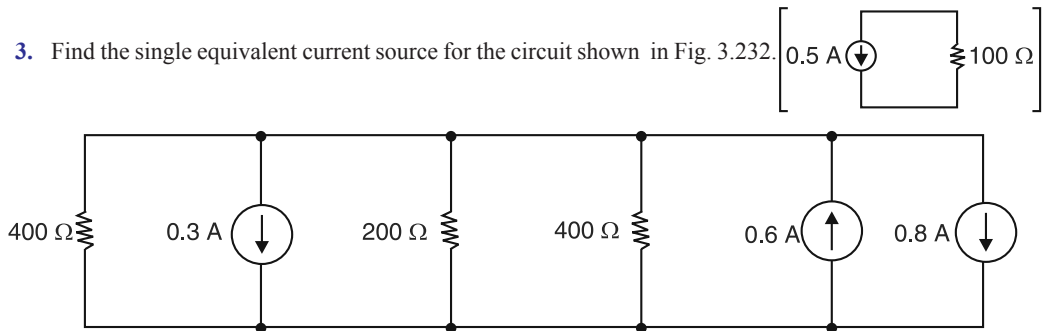 3. Find the single equivalent current source for the circuit shown in Fig. 3.232.
0.5 A
100 Ω
400 Ω
0.3 A
200 Ω
400 Ω
0.6 A
0.8 A